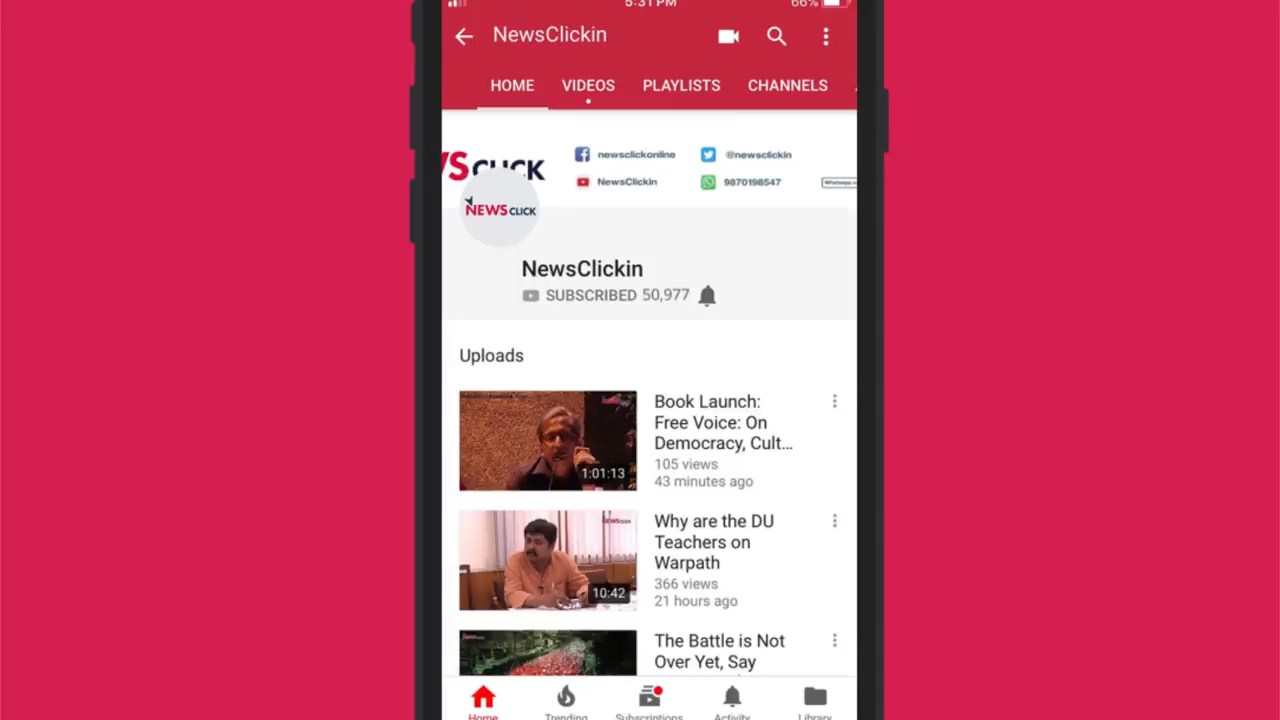 5:31 PM
66%
NewsClickin
HOME
VIDEOS
PLAYLISTS
CHANNELS
WS CLICK
newsclickonline
@newsclickin
NewsClickin
9870198547
NEWS CLICK
NewsClickin
SUBSCRIBED 50,977
Uploads
Book Launch:
Free Voice: On
Democracy, Cult...
105 views
43 minutes ago
1:01:13
Why are the DU
Teachers on
Warpath
366 views
21 hours ago
NEWSCLICK
10:42
The Battle is Not
Over Yet, Say
Home
Trending
Subscriptions
Activity
Library